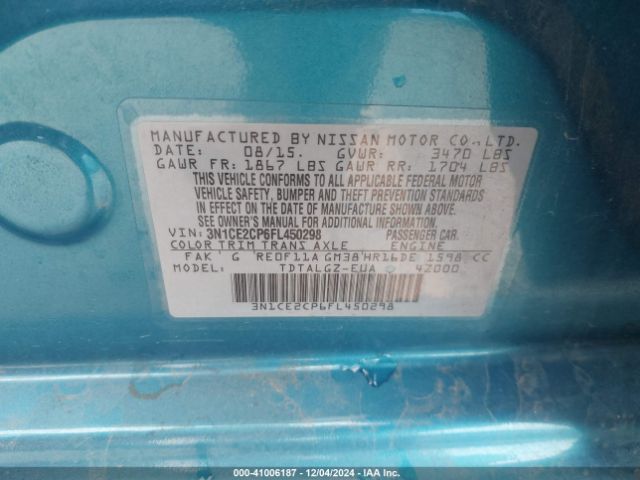 MANUFACTURED BY NISSAN MOTOR CO., LTD.
DATE: 08/15. GVWR: 3470 LBS
GAWR FR: 1867 LBS GAWR RR: 1704 LBS
THIS VEHICLE CONFORMS TO ALL APPLICABLE FEDERAL MOTOR
VEHICLE SAFETY, BUMPER AND THEFT PREVENTION STANDARDS
IN EFFECT ON THE DATE OF MANUFACTURE SHOWN ABOVE.
SEE OWNER'S MANUAL FOR ADDITIONAL INFORMATION
VIN: 3N1CE2CP6FL450298 PASSENGER CAR.
COLOR TRIM TRANS AXLE ENGINE
FAK' G RE0F11A GM38'HR16DE 1598 CC
MODEL: TDTALGZ-EUA 42000
3N1CE2CP6FL450298
000-41006187 - 12/04/2024 - IAA Inc.